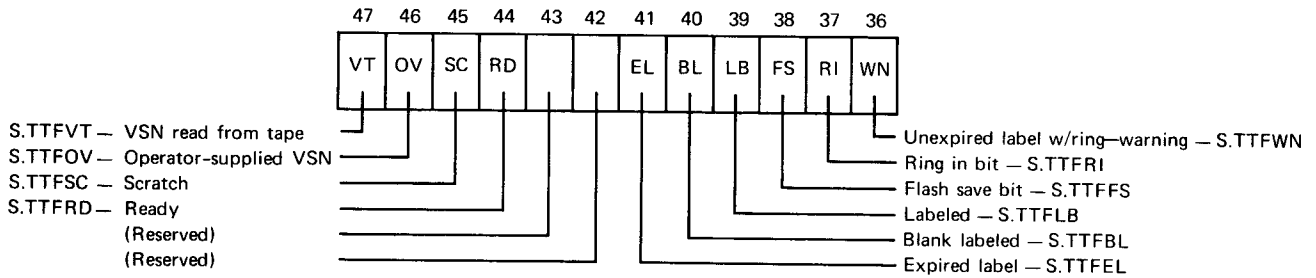 47 46 45 44 43 42 41 40 39 38 37 36
VT OV SC RD EL BL LB FS RI WN
S.TTFVT — VSN read from tape
S.TTFOV — Operator-supplied VSN
S.TTFSC — Scratch
S.TTFRD — Ready
(Reserved)
(Reserved)
Unexpired label w/ring—warning — S.TTFWN
Ring in bit — S.TTFRI
Flash save bit — S.TTFFS
Labeled — S.TTFLB
Blank labeled — S.TTFBL
Expired label — S.TTFEL